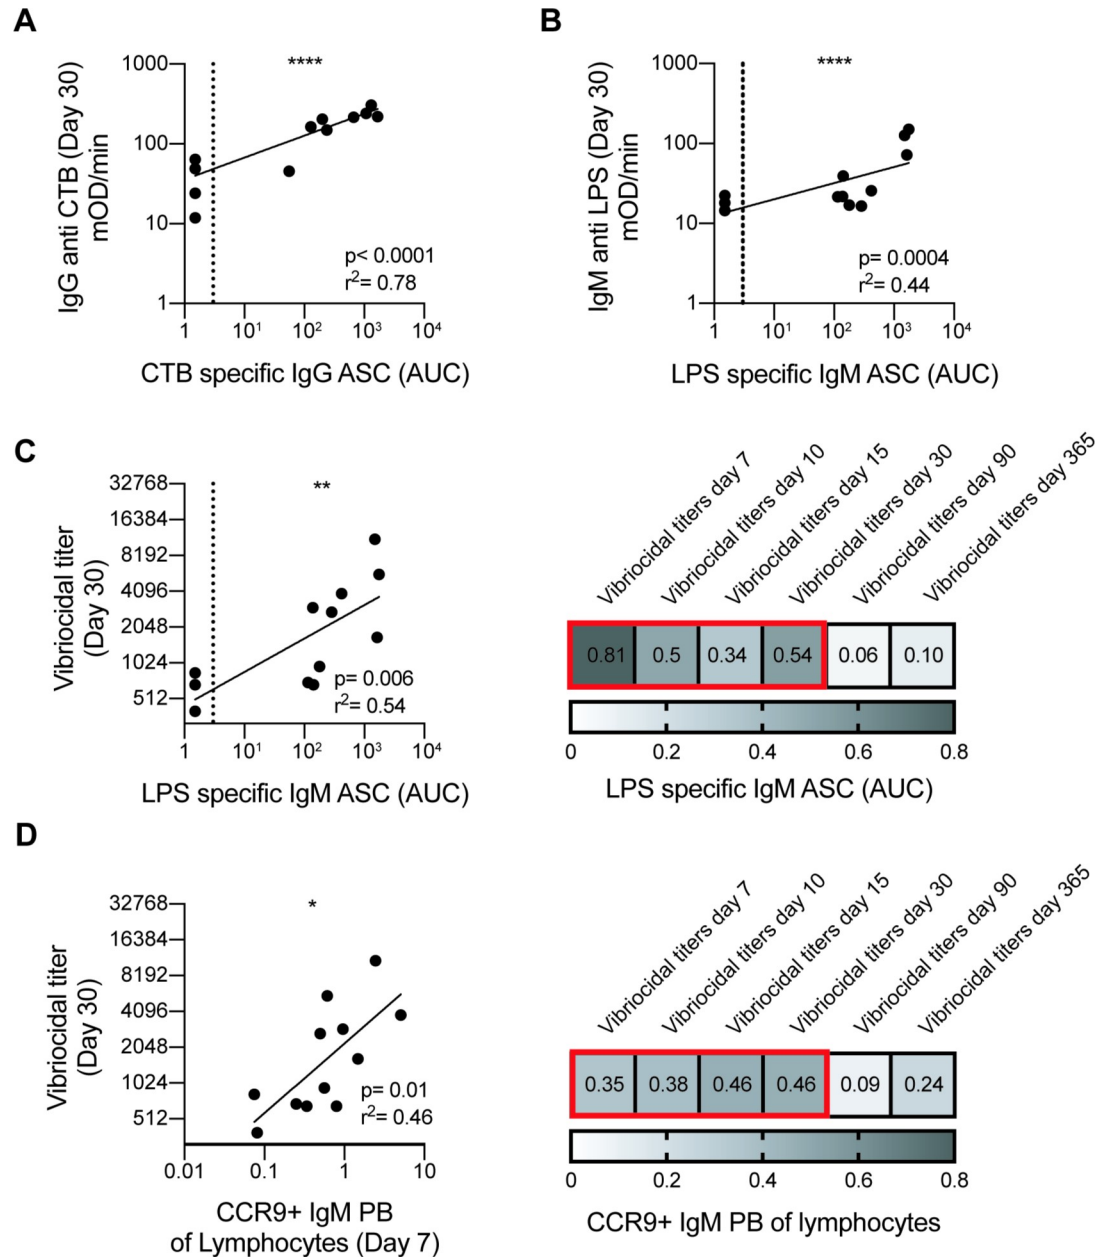 A
1000
100
10
1
IgG anti CTB (Day 30)
mOD/min
****
p< 0.0001
r²= 0.78
1 10¹ 10² 10³ 10⁴
CTB specific IgG ASC (AUC)
B
1000
100
10
1
IgM anti LPS (Day 30)
mOD/min
****
p= 0.0004
r²= 0.44
1 10¹ 10² 10³ 10⁴
LPS specific IgM ASC (AUC)
C
32768
16384
8192
4096
2048
1024
512
Vibriocidal titer
(Day 30)
**
p= 0.006
r²= 0.54
1 10¹ 10² 10³ 10⁴
LPS specific IgM ASC (AUC)
Vibriocidal titers day 7
Vibriocidal titers day 10
Vibriocidal titers day 15
Vibriocidal titers day 30
Vibriocidal titers day 90
Vibriocidal titers day 365
0.81 0.5 0.34 0.54 0.06 0.10
0 0.2 0.4 0.6 0.8
LPS specific IgM ASC (AUC)
D
32768
16384
8192
4096
2048
1024
512
Vibriocidal titer
(Day 30)
*
p= 0.01
r²= 0.46
0.01 0.1 1 10
CCR9+ IgM PB
of Lymphocytes (Day 7)
Vibriocidal titers day 7
Vibriocidal titers day 10
Vibriocidal titers day 15
Vibriocidal titers day 30
Vibriocidal titers day 90
Vibriocidal titers day 365
0.35 0.38 0.46 0.46 0.09 0.24
0 0.2 0.4 0.6 0.8
CCR9+ IgM PB of lymphocytes